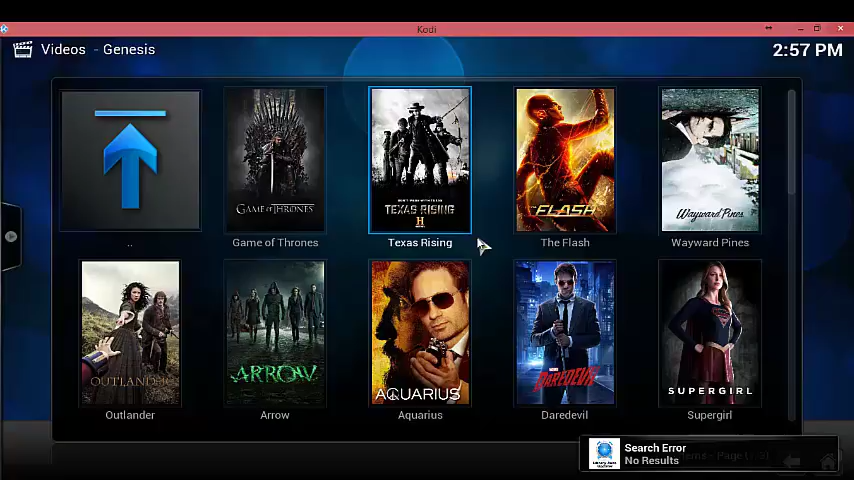 Kodi
Videos - Genesis
2:57 PM
GAME OF THRONES
TEXAS RISING
H
FLASH
Wayward Pines
..
Game of Thrones
Texas Rising
The Flash
Wayward Pines
OUTLANDER
ARROW
AQUARIUS
DAREDEVIL
SUPERGIRL
Outlander
Arrow
Aquarius
Daredevil
Supergirl
Search Error
No Results